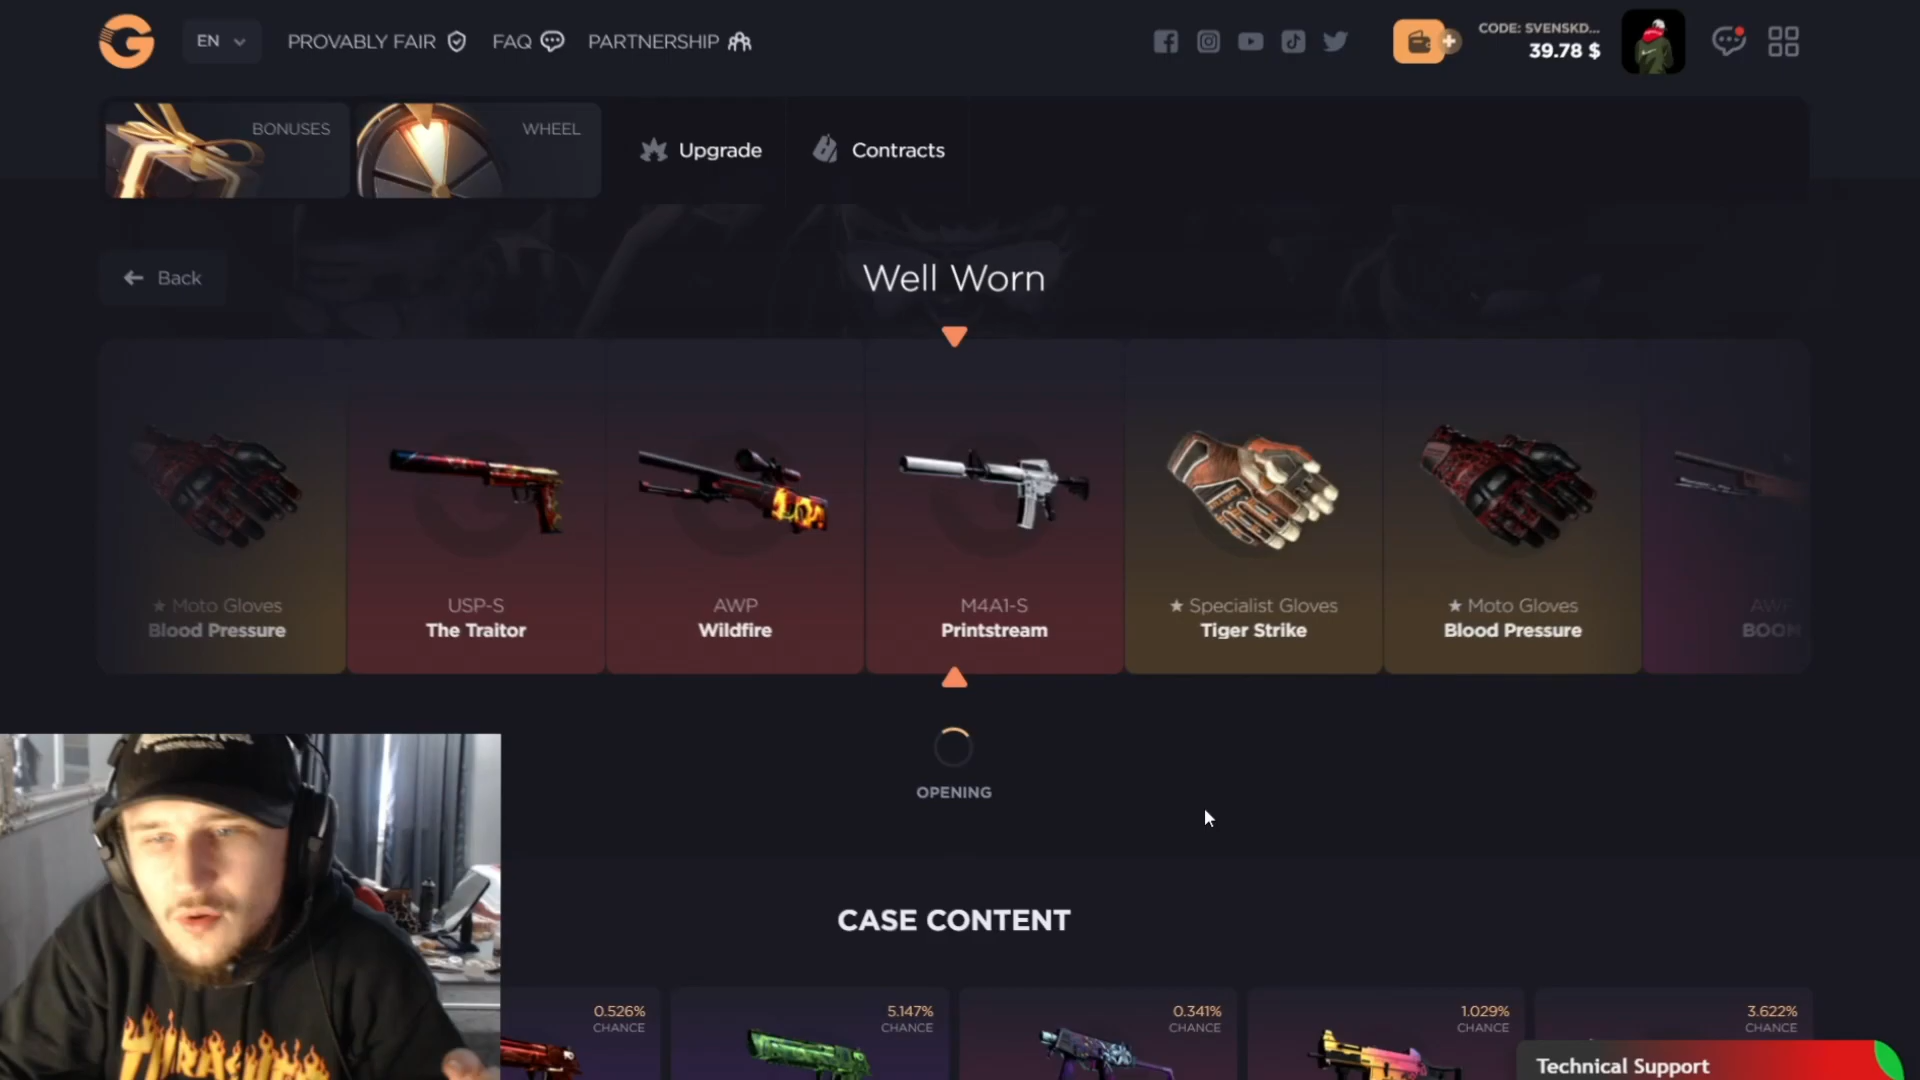 EN
PROVABLY FAIR
FAQ
PARTNERSHIP
CODE: SVENSKD...
39.78 $
BONUSES
WHEEL
Upgrade
Contracts
Back
Well Worn
★ Moto Gloves
Blood Pressure
USP-S
The Traitor
AWP
Wildfire
M4A1-S
Printstream
★ Specialist Gloves
Tiger Strike
★ Moto Gloves
Blood Pressure
AWP
BOOM
OPENING
CASE CONTENT
0.526%
CHANCE
5.147%
CHANCE
0.341%
CHANCE
1.029%
CHANCE
3.622%
CHANCE
Technical Support